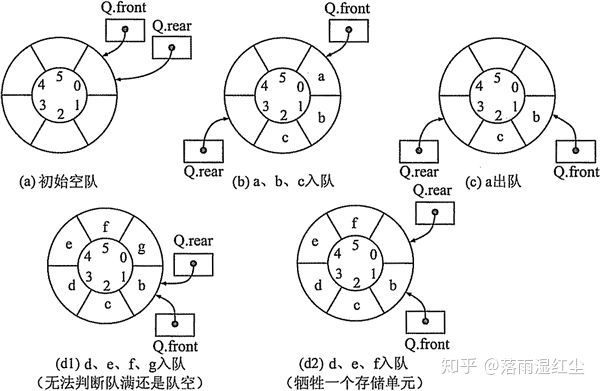 Q.front
Q.rear
5
4
0
3
1
2
(a) 初始空队
Q.front
5
4
0
3
1
2
a
b
c
Q.rear
(b) a、b、c入队
5
4
0
3
1
2
b
Q.rear
Q.front
(c) a出队
f
e
g
5
4
0
3
1
2
d
b
c
Q.rear
Q.front
(d1) d、e、f、g入队
(无法判断队满还是队空)
Q.rear
f
e
5
4
0
3
1
2
d
b
c
Q.front
(d2) d、e、f入队
(牺牲一个存储单元)
知乎 @落雨湿红尘